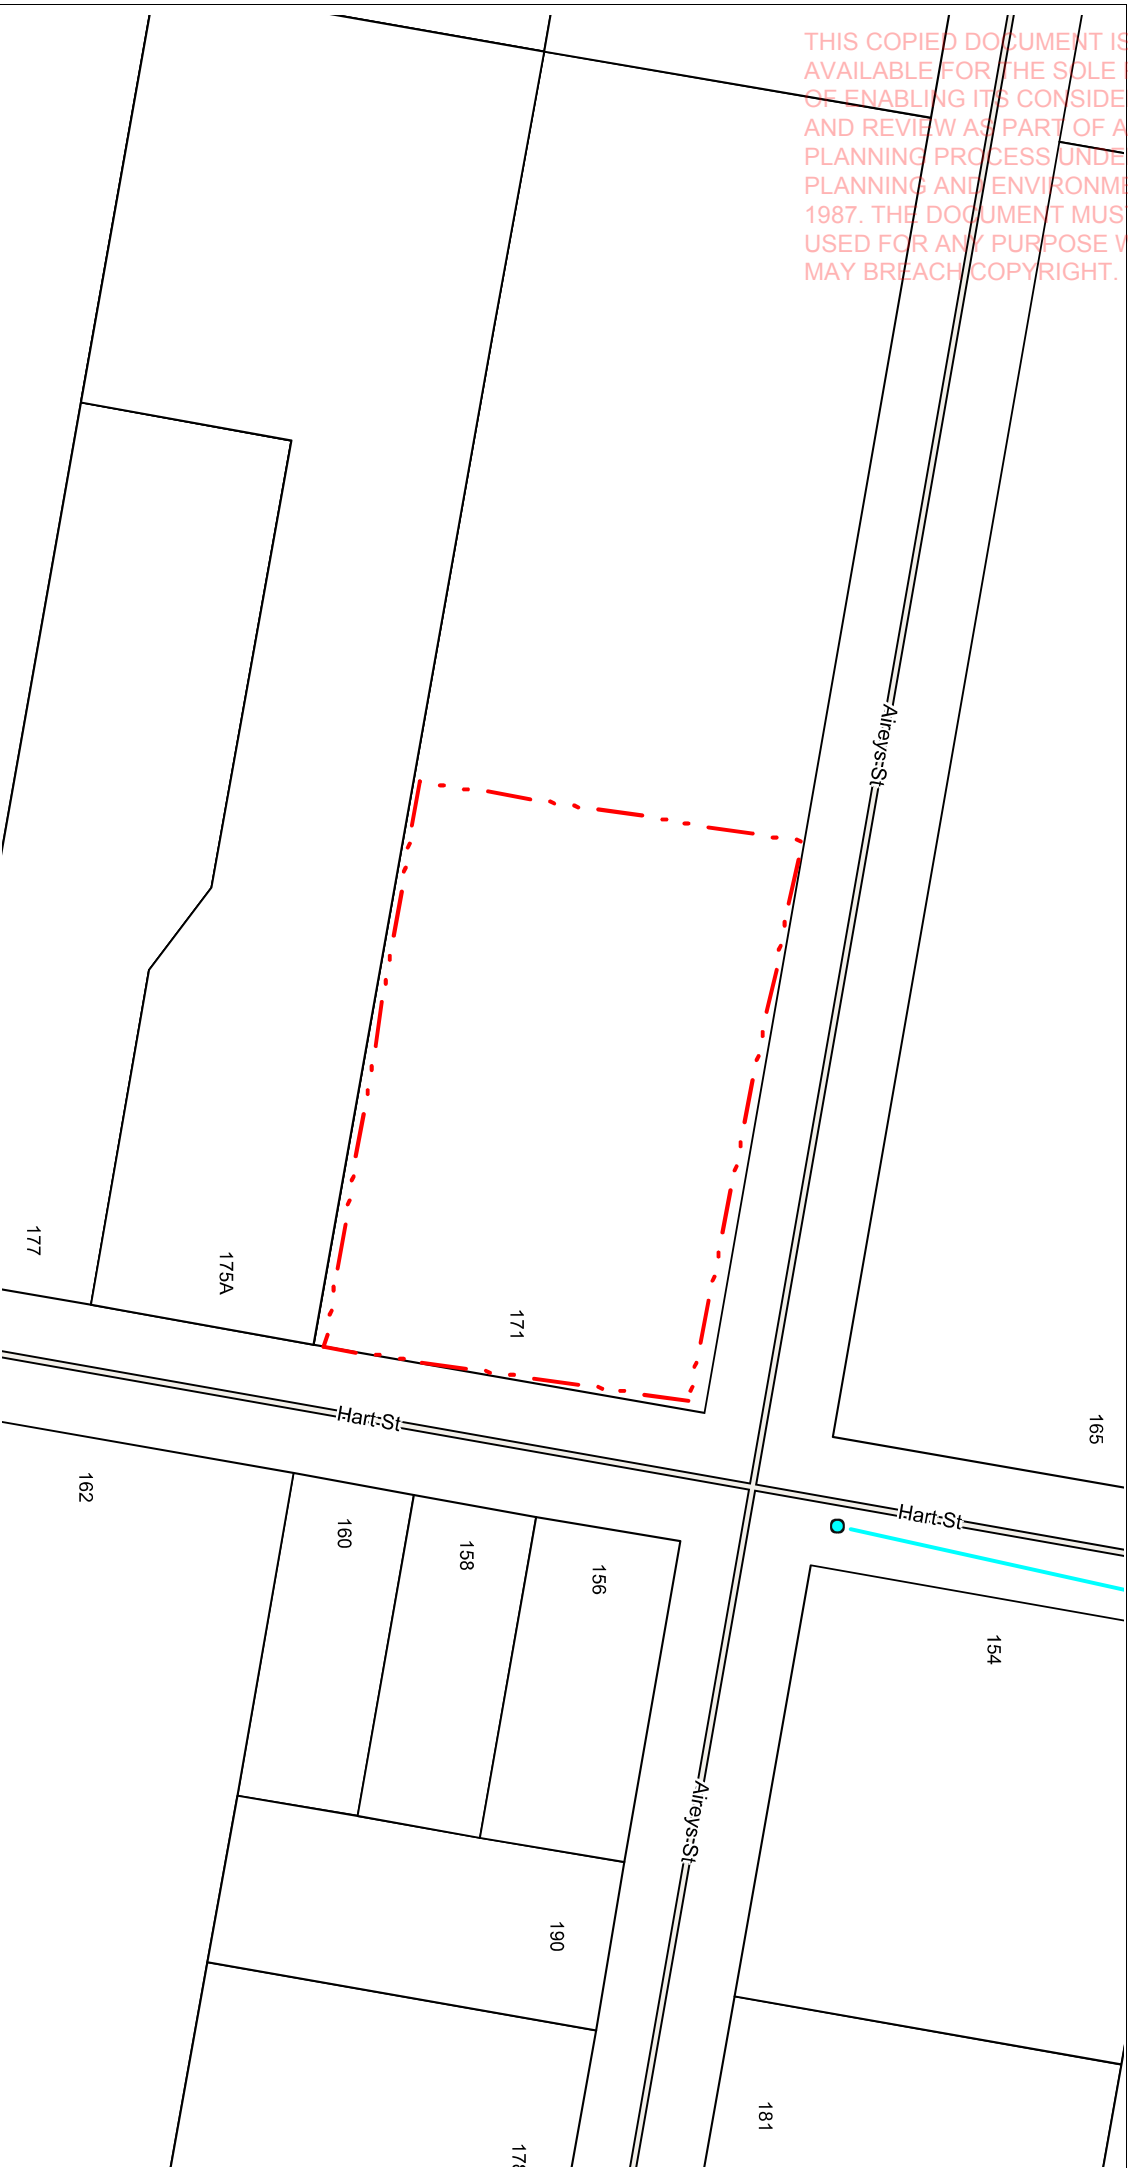 THIS COPIED DOCUMENT IS
AVAILABLE FOR THE SOLE
OF ENABLING ITS CONSIDE
AND REVIEW AS PART OF A
PLANNING PROCESS UNDE
PLANNING AND ENVIRONME
1987. THE DOCUMENT MUS
USED FOR ANY PURPOSE
MAY BREACH COPYRIGHT.
Aireys St
177
175A
171
165
Hart St
Hart St
162
160
158
156
154
Aireys St
190
181